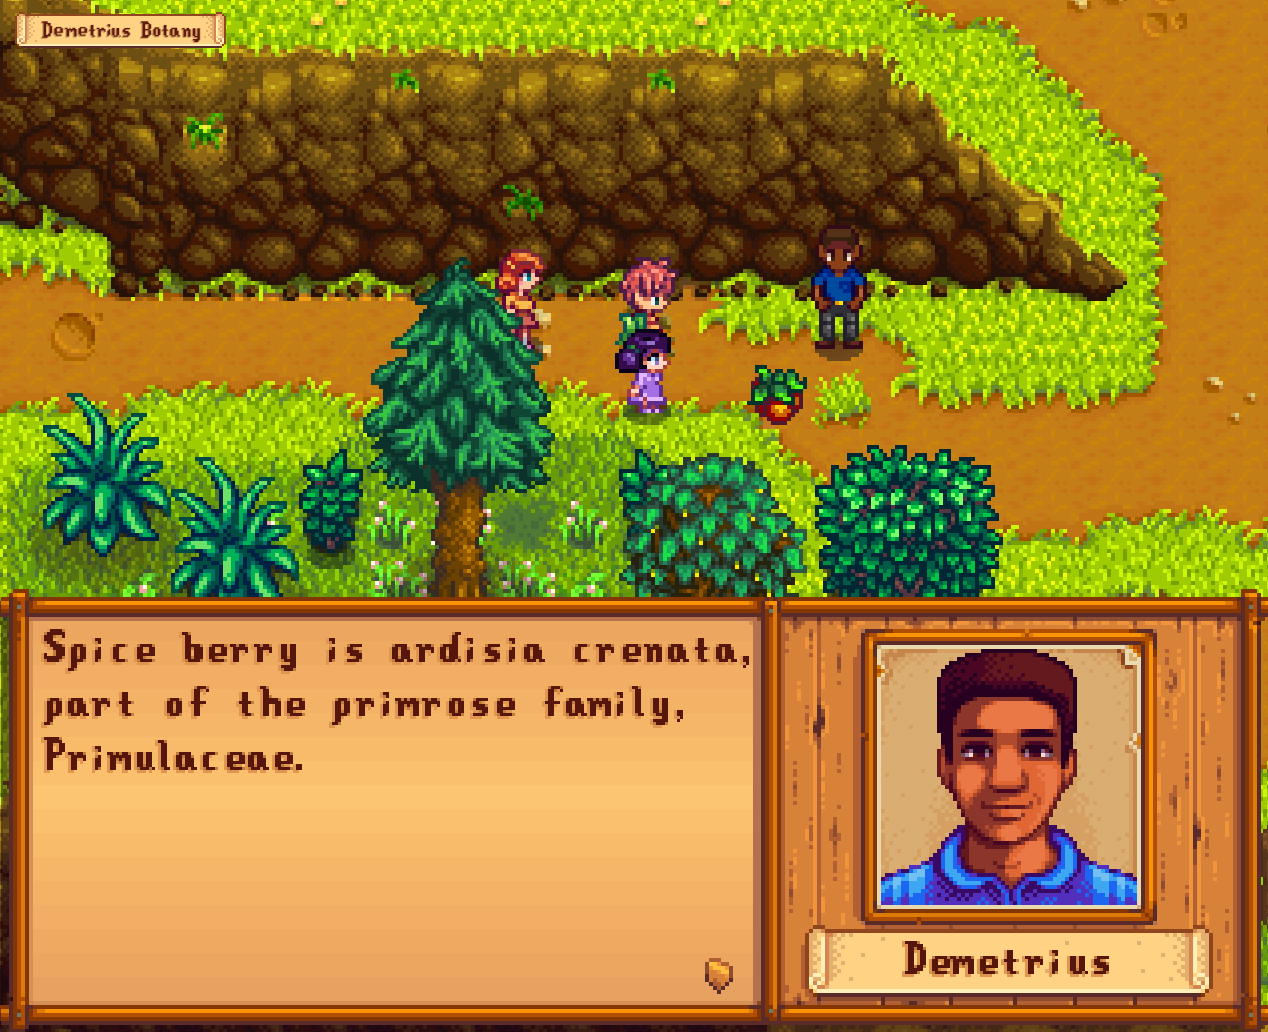 Demetrius Botany
Spice berry is ardisia crenata,
part of the primrose family,
Primulaceae.
Demetrius